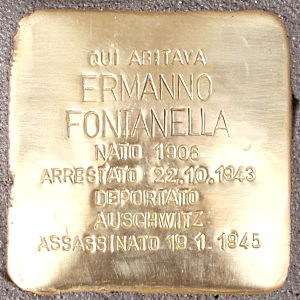 QUI ABITAVA
ERMANNO
FONTANELLA
NATO 1906
ARRESTATO 22.10.1943
DEPORTATO
AUSCHWITZ
ASSASSINATO 19.1.1945